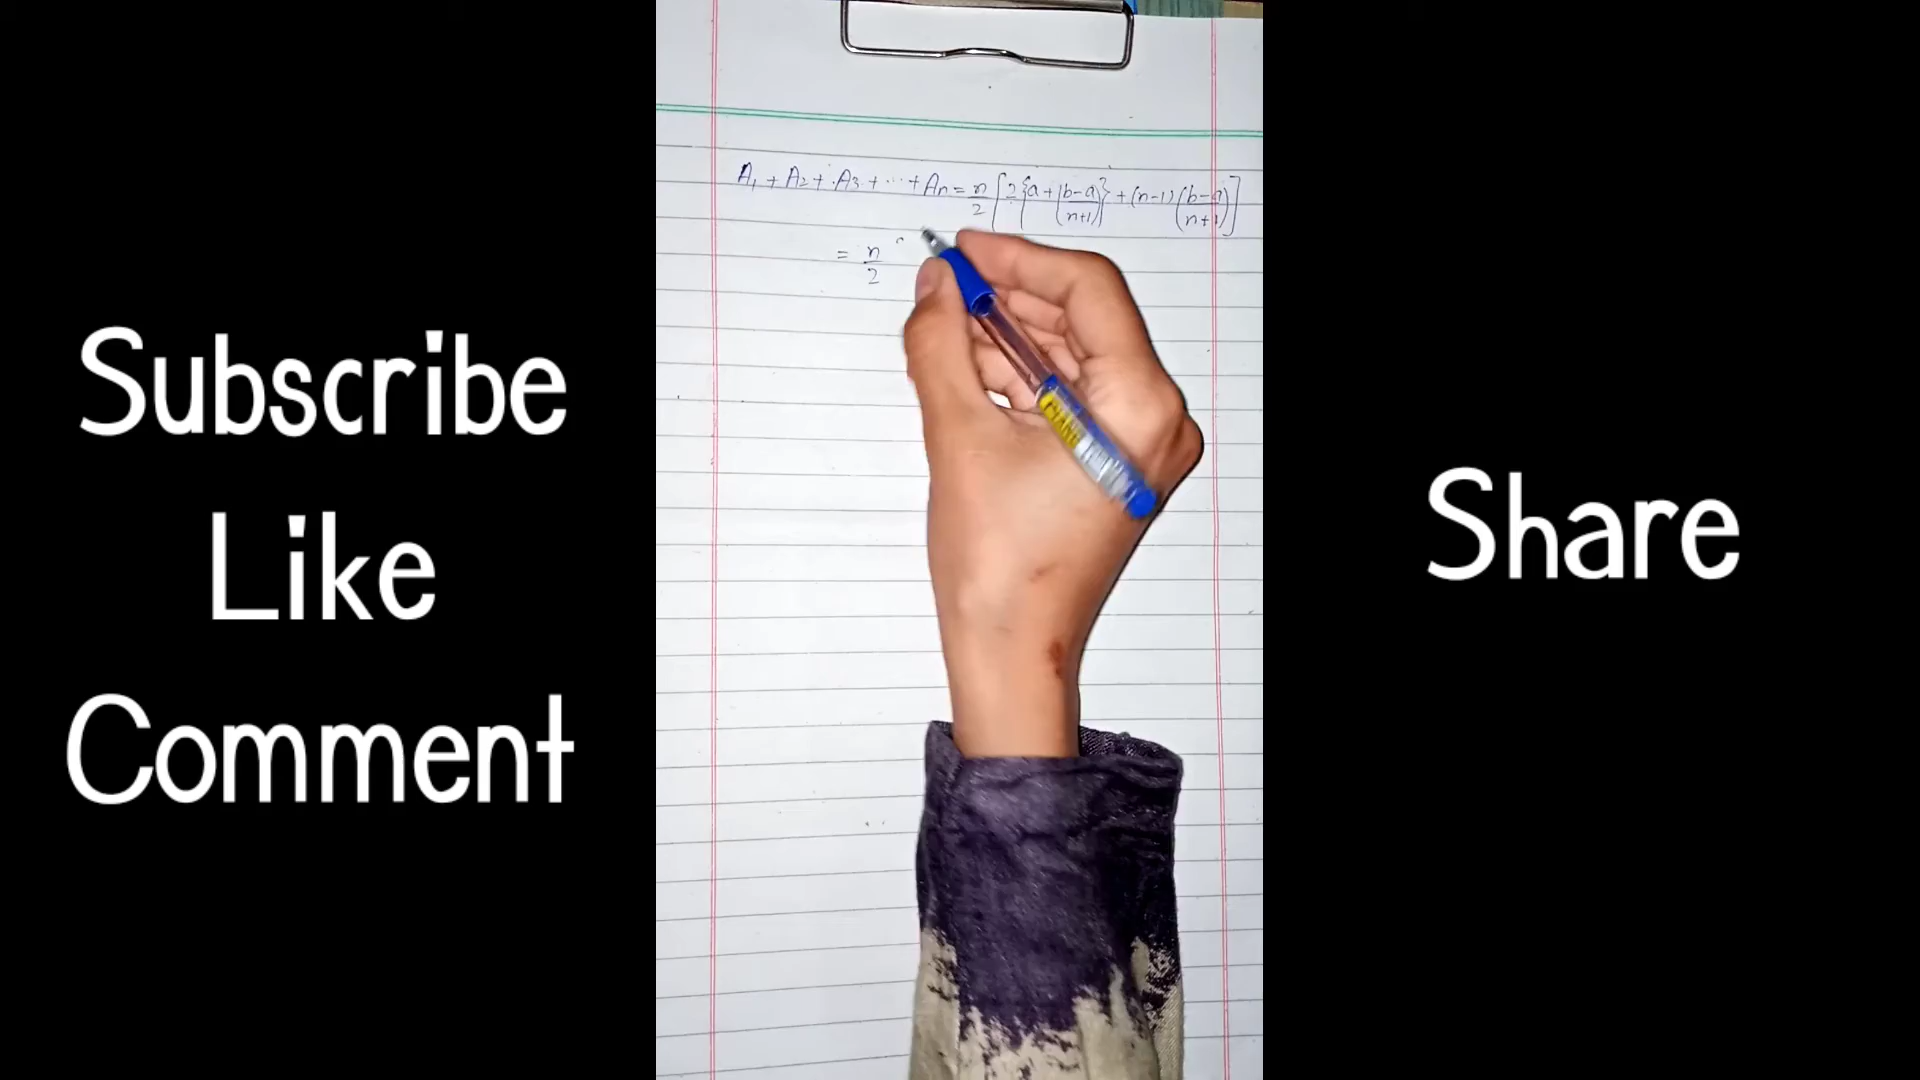 Subscribe
Like
Comment
A₁ + A₂ + A₃ + ... + Aₙ = n/2 [2{a + (b-a/n+1)} + (n-1) (b-a/n+1)]
= n/2
Share